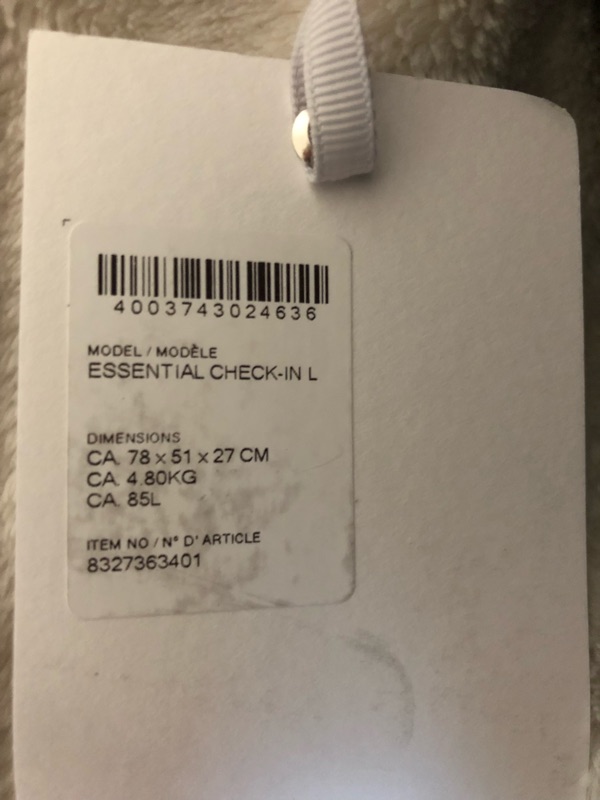 4003743024636
MODEL / MODÈLE
ESSENTIAL CHECK-IN L
DIMENSIONS
CA. 78 x 51 x 27 CM
CA. 4.80KG
CA. 85L
ITEM NO / N° D' ARTICLE
8327363401